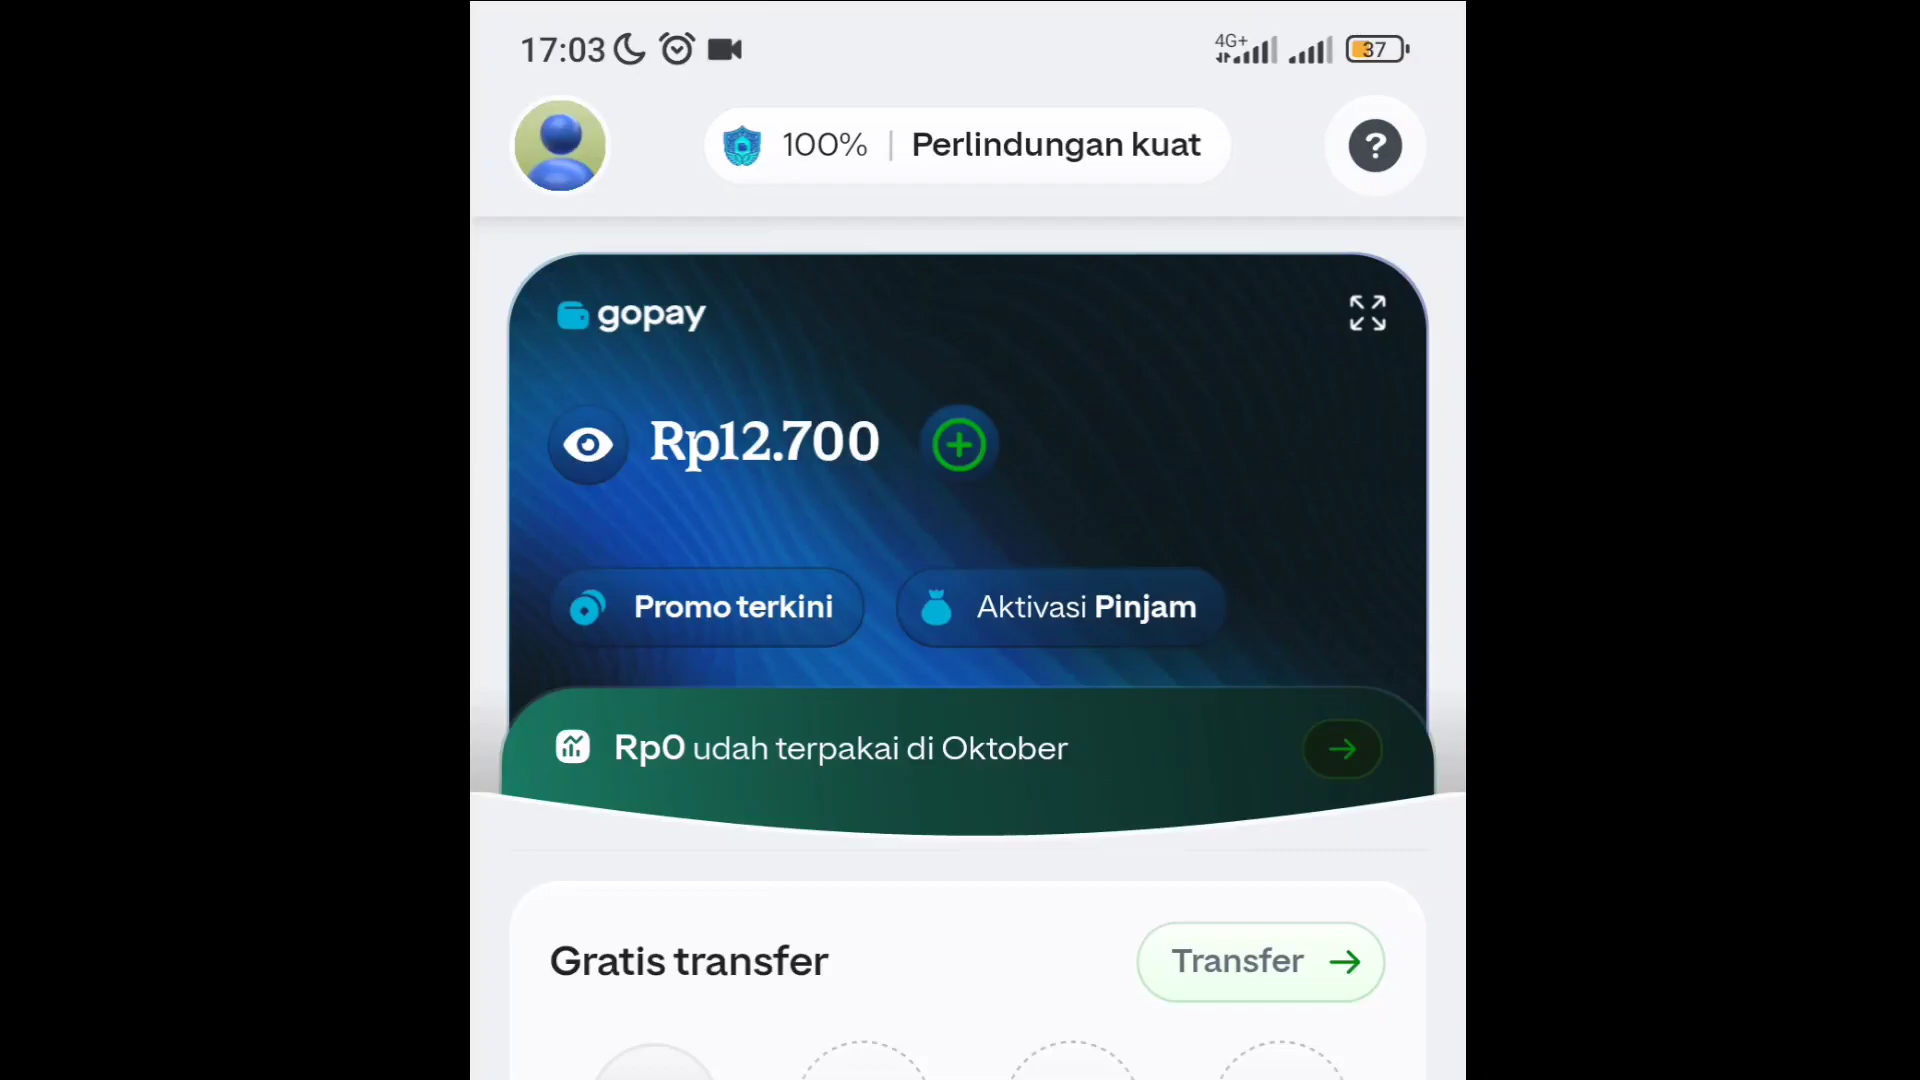 17:03
4G+
37
100% | Perlindungan kuat
?
gopay
Rp12.700
Promo terkini
Aktivasi Pinjam
Rp0 udah terpakai di Oktober
Gratis transfer
Transfer